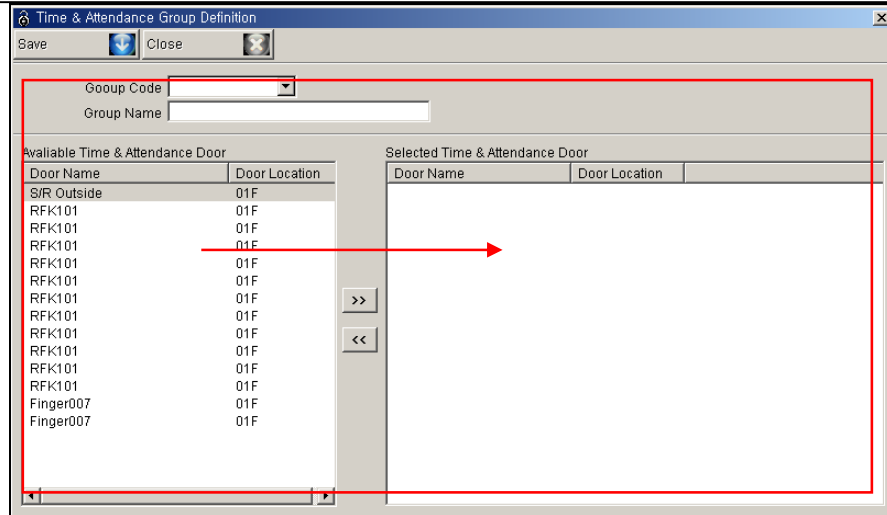 Time & Attendance Group Definition
Save Close
Gooup Code
Group Name
Avaliable Time & Attendance Door
Door Name Door Location
S/R Outside 01F
RFK101 01F
RFK101 01F
RFK101 01F
RFK101 01F
RFK101 01F
RFK101 01F
RFK101 01F
RFK101 01F
RFK101 01F
RFK101 01F
RFK101 01F
Finger007 01F
Finger007 01F
>>
<<
Selected Time & Attendance Door
Door Name Door Location